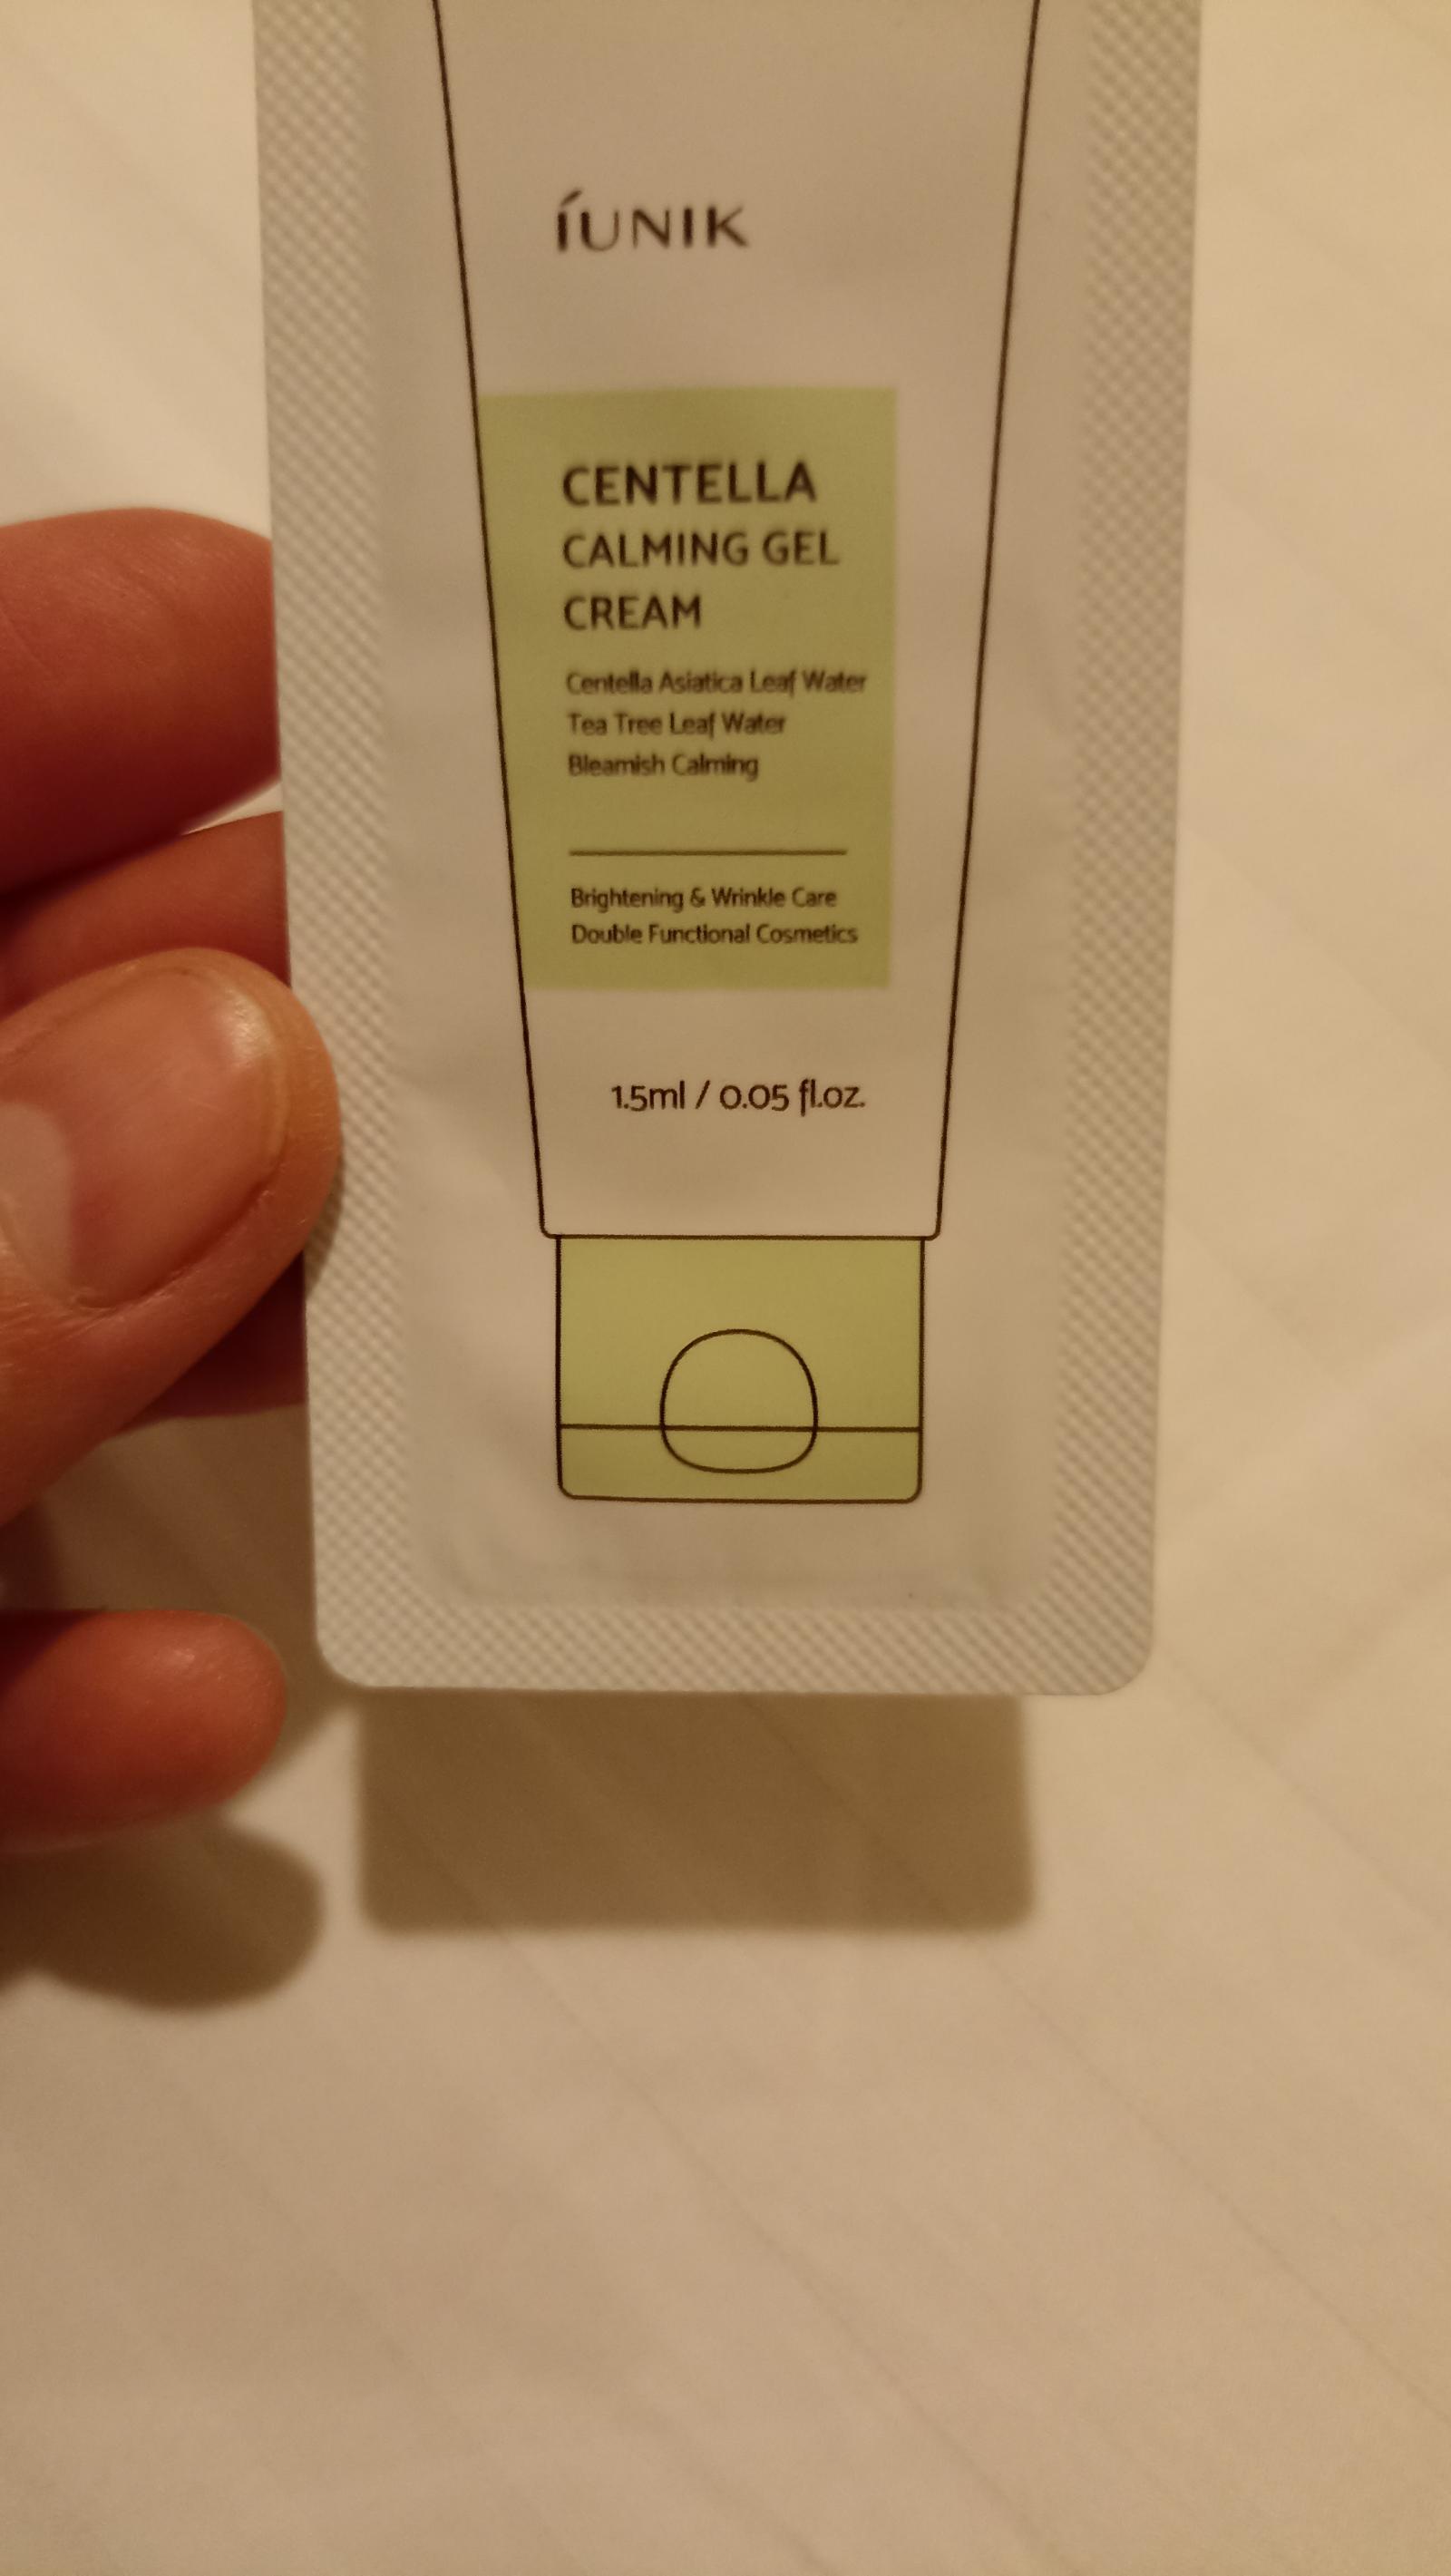 íUNIK
CENTELLA
CALMING GEL
CREAM
Centella Asiatica Leaf Water
Tea Tree Leaf Water
Bleamish Calming
Brightening & Wrinkle Care
Double Functional Cosmetics
1.5ml / 0.05 fl.oz.